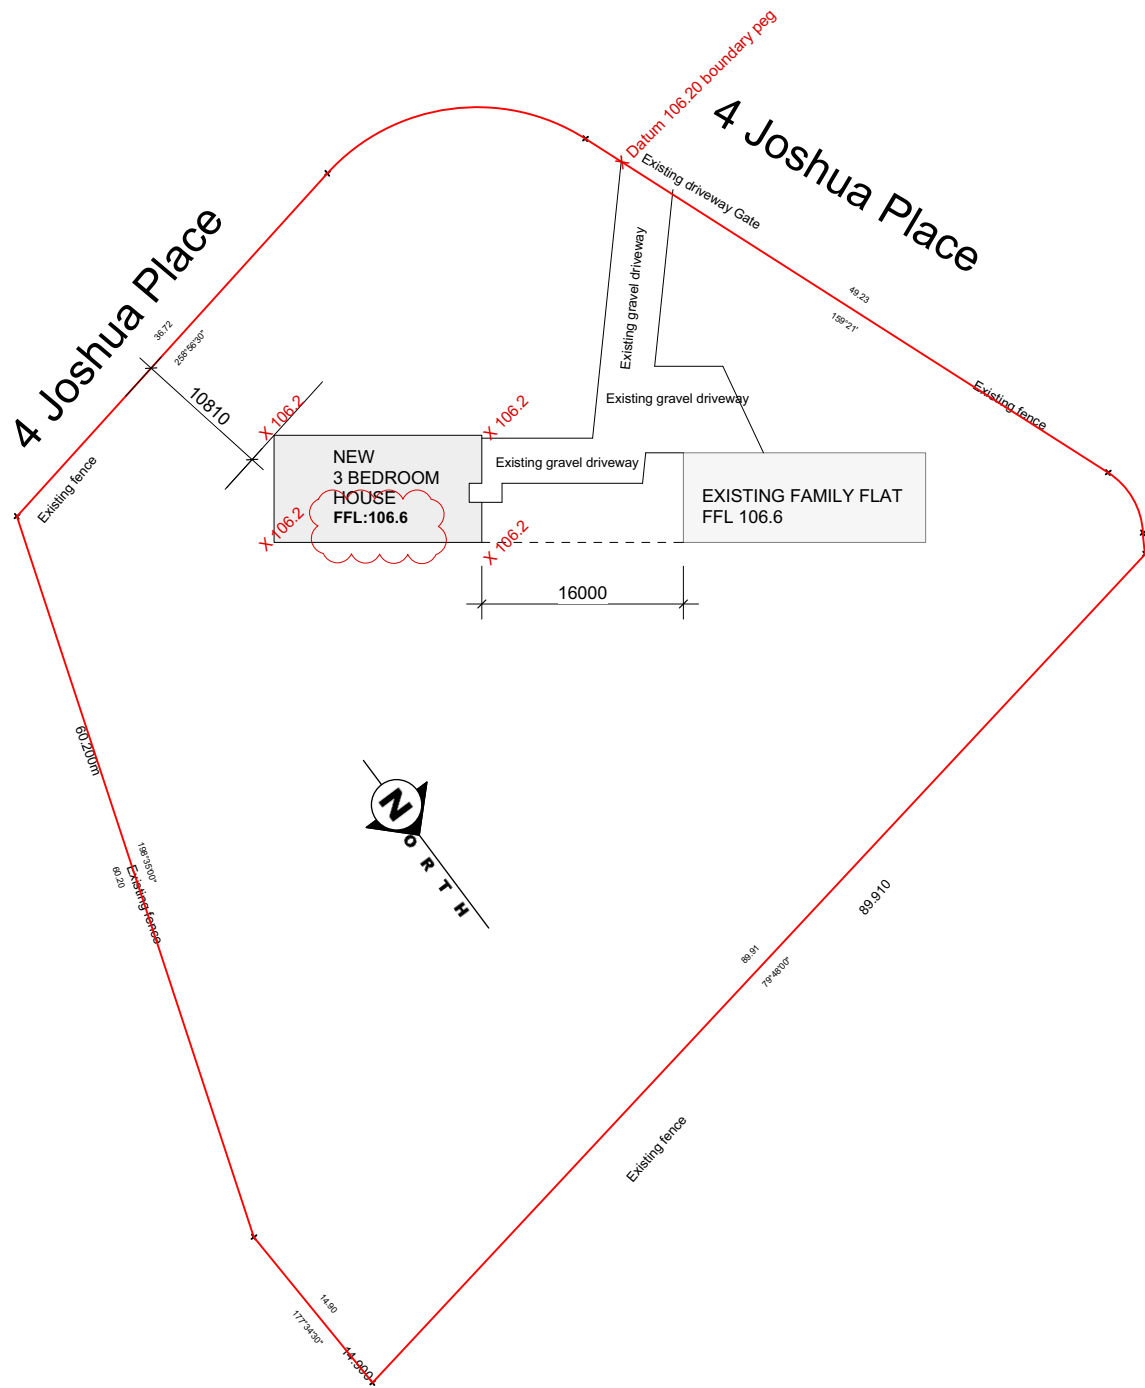 Datum 106.20 boundary peg
4 Joshua Place
Existing driveway Gate
4 Joshua Place
Existing gravel driveway
49.23
159°21'
36.72
258°56'30"
10810
Existing gravel driveway
Existing fence
X 106.2
X 106.2
NEW
3 BEDROOM
HOUSE
FFL:106.6
Existing gravel driveway
EXISTING FAMILY FLAT
FFL 106.6
Existing fence
X 106.2
X 106.2
16000
60.200m
NORTH
198°35'00"
60.20
Existing fence
89.910
89.91
79°48'00"
Existing fence
14.90
177°34'30"
14.900